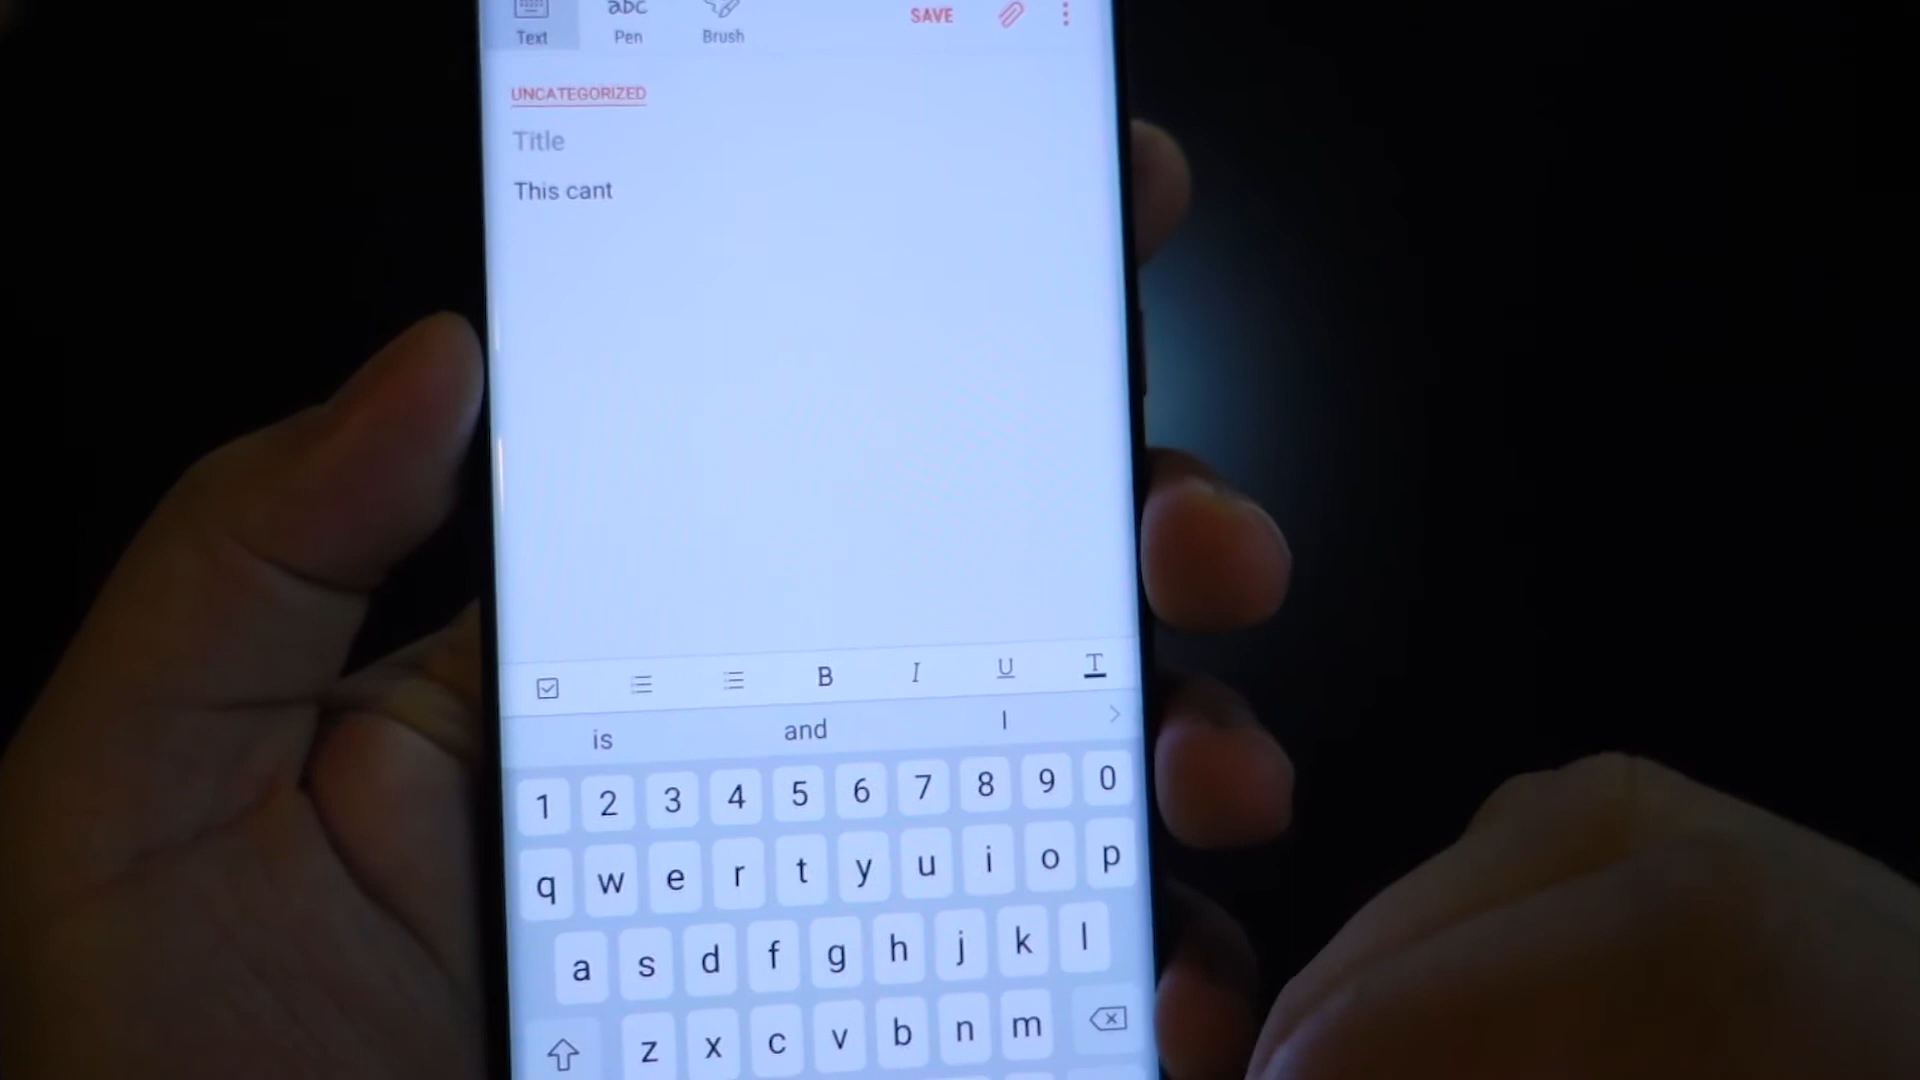 abc
Text Pen Brush SAVE
UNCATEGORIZED
Title
This cant
B I U T
is and I
1 2 3 4 5 6 7 8 9 0
q w e r t y u i o p
a s d f g h j k l
z x c v b n m